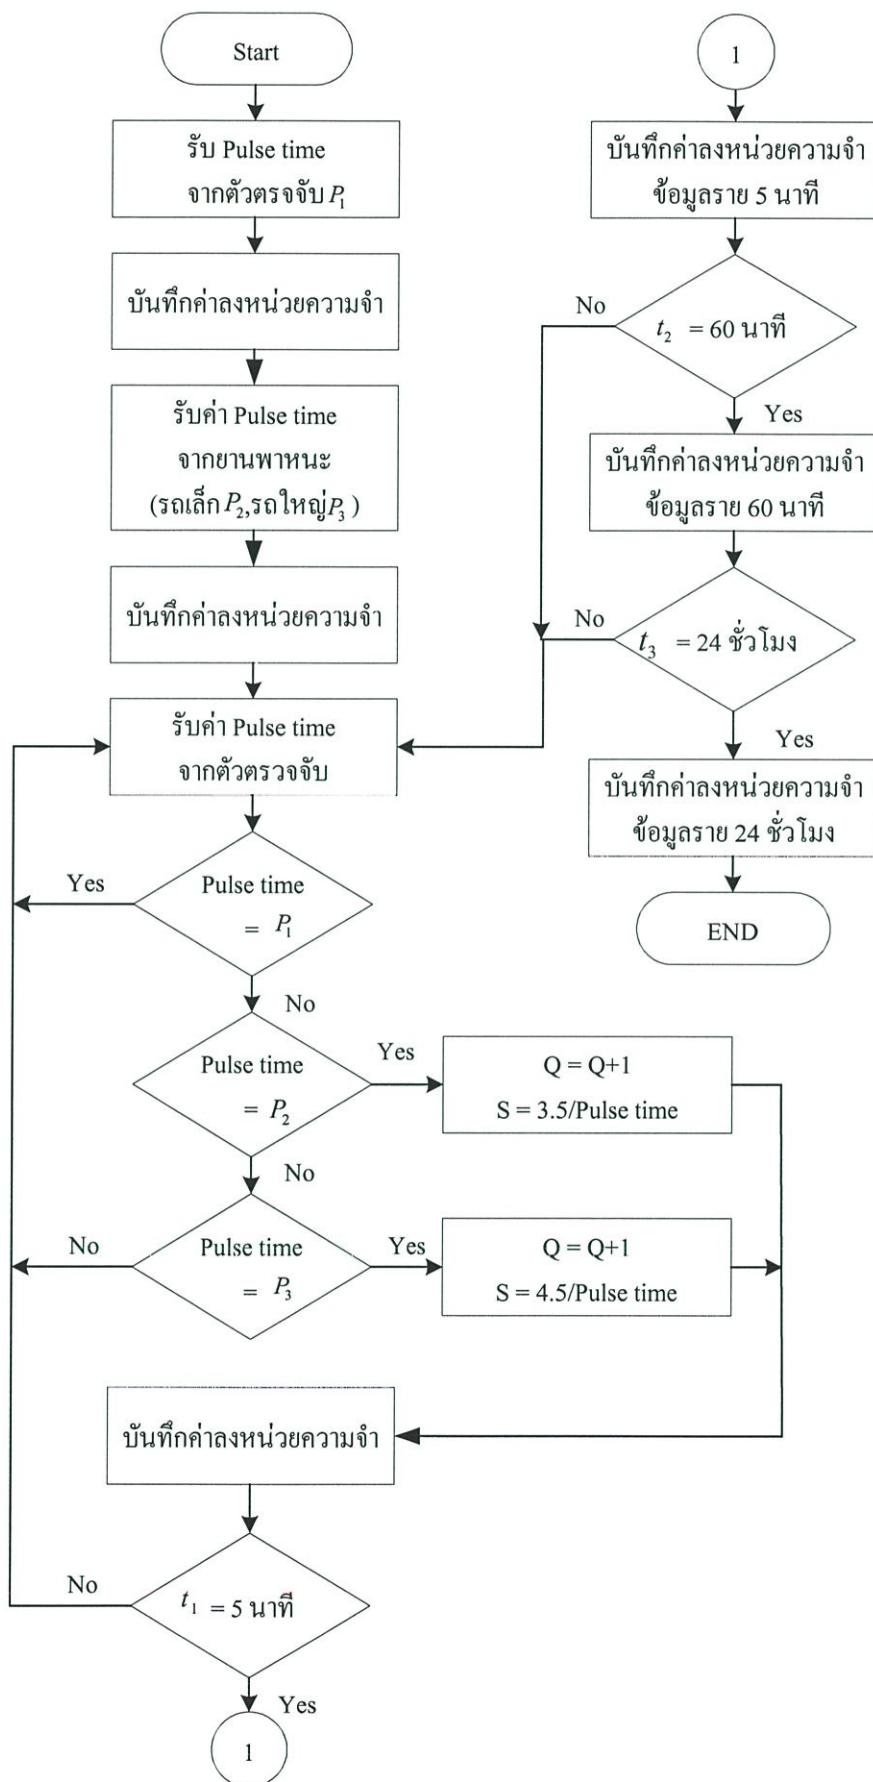 Start
รับ Pulse time
จากตัวตรจจับ P₁
บันทึกค่าลงหน่วยความจำ
รับค่า Pulse time
จากยานพาหนะ
(รถเล็ก P₂,รถใหญ่P₃ )
บันทึกค่าลงหน่วยความจำ
รับค่า Pulse time
จากตัวตรวจจับ
Yes
Pulse time
= P₁
No
Pulse time
= P₂
Yes
Q = Q+1
S = 3.5/Pulse time
No
No
Pulse time
= P₃
Yes
Q = Q+1
S = 4.5/Pulse time
บันทึกค่าลงหน่วยความจำ
No
t₁ = 5 นาที
Yes
1
1
บันทึกค่าลงหน่วยความจำ
ข้อมูลราย 5 นาที
No
t₂ = 60 นาที
Yes
บันทึกค่าลงหน่วยความจำ
ข้อมูลราย 60 นาที
No
t₃ = 24 ชั่วโมง
Yes
บันทึกค่าลงหน่วยความจำ
ข้อมูลราย 24 ชั่วโมง
END